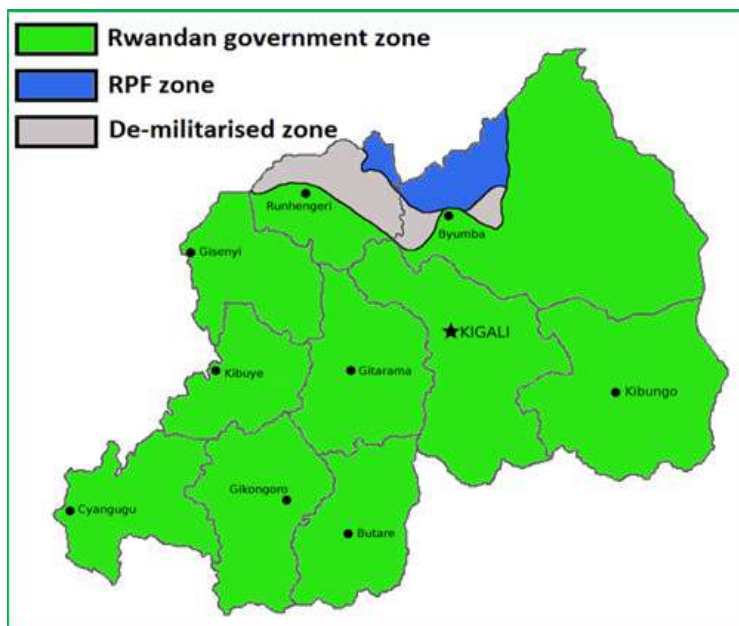 Rwandan government zone
RPF zone
De-militarised zone
Runhengeri
Byumba
Gisenyi
KIGALI
Kibuye
Gitarama
Kibungo
Gikongoro
Cyangugu
Butare